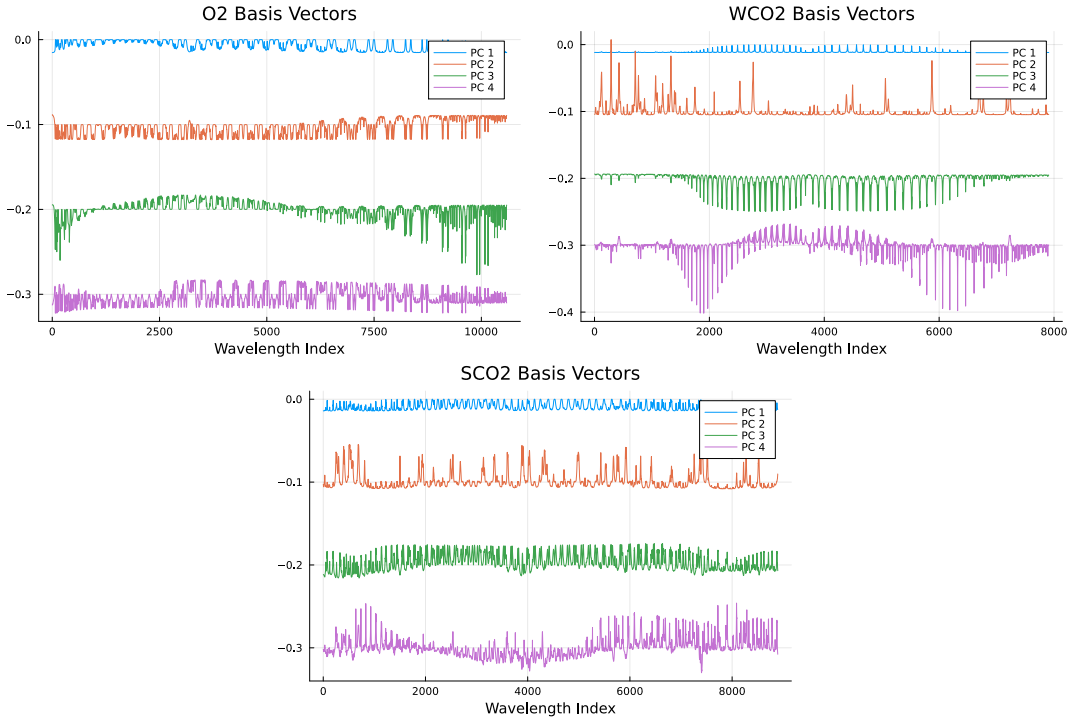 O2 Basis Vectors
0.0
−0.1
−0.2
−0.3
0
2500
5000
7500
10000
Wavelength Index
PC 1
PC 2
PC 3
PC 4
WCO2 Basis Vectors
0.0
−0.1
−0.2
−0.3
−0.4
0
2000
4000
6000
8000
Wavelength Index
PC 1
PC 2
PC 3
PC 4
SCO2 Basis Vectors
0.0
−0.1
−0.2
−0.3
0
2000
4000
6000
8000
Wavelength Index
PC 1
PC 2
PC 3
PC 4